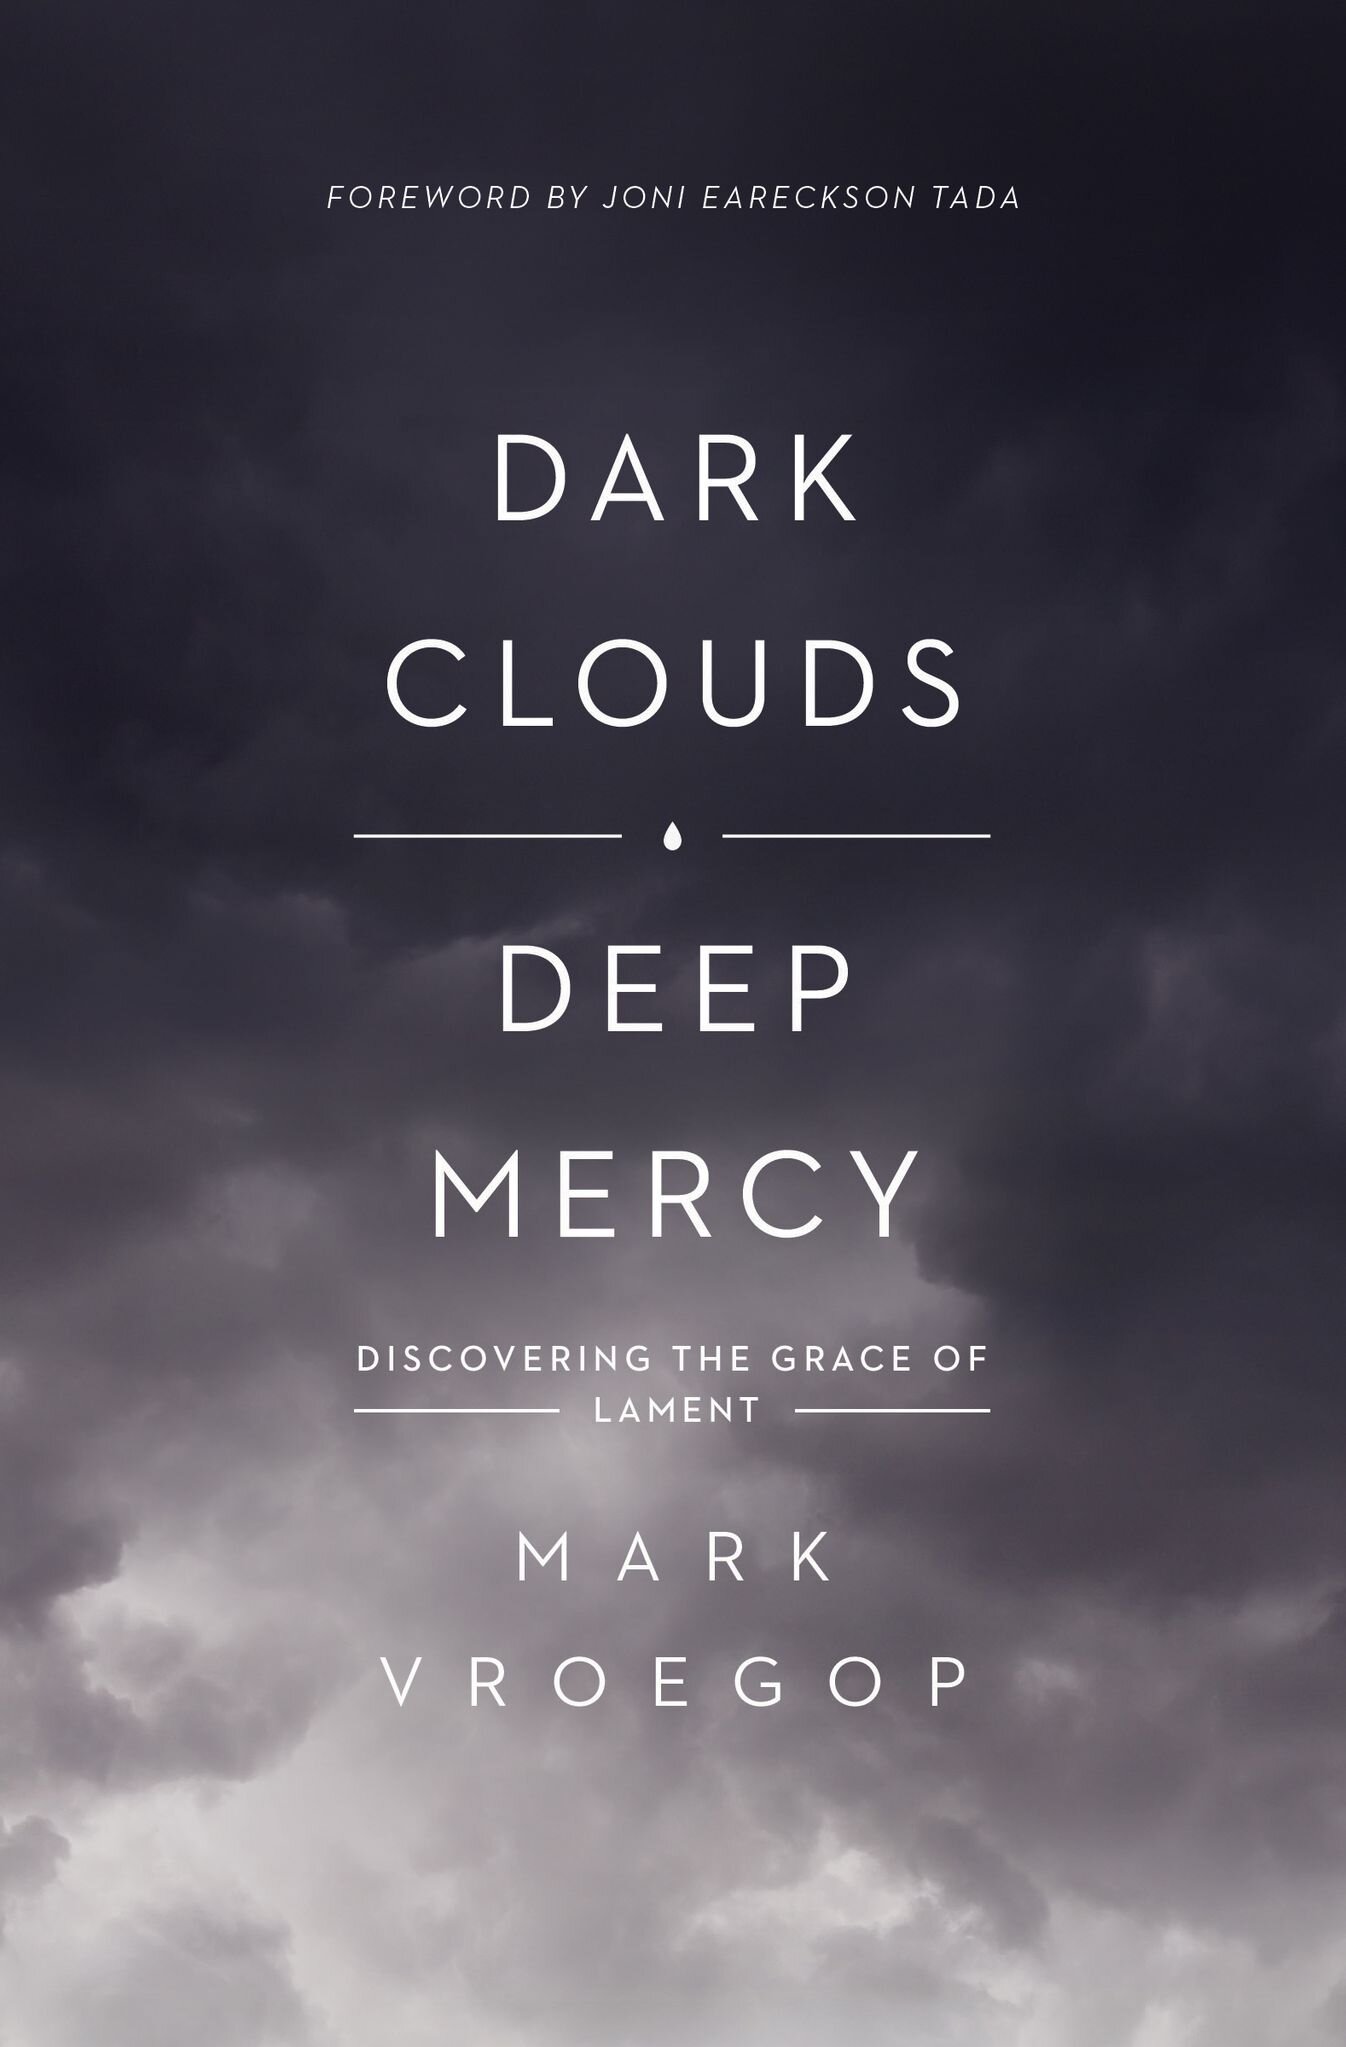 FOREWORD BY JONI EARECKSON TADA
DARK
CLOUDS
DEEP
MERCY
DISCOVERING THE GRACE OF
LAMENT
MARK
VROEGOP